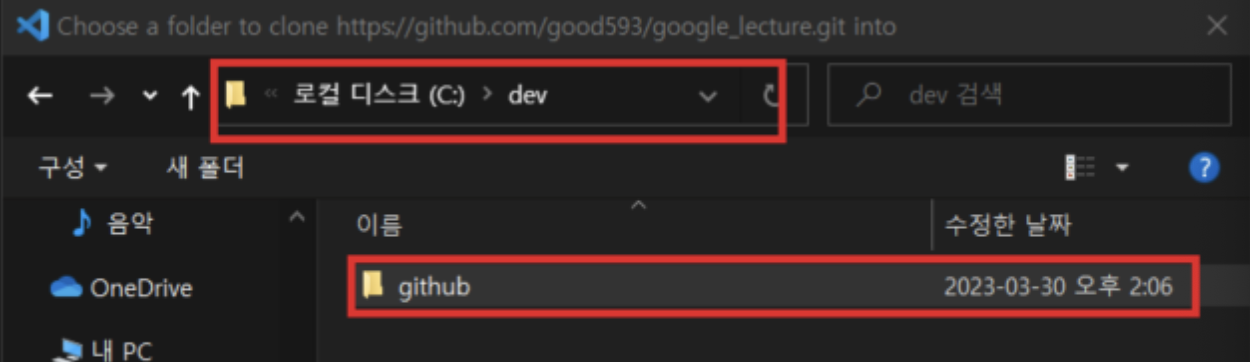 Choose a folder to clone https://github.com/good593/google_lecture.git into
« 로컬 디스크 (C:) > dev
dev 검색
구성
새 폴더
?
음악
OneDrive
내 PC
이름
수정한 날짜
github
2023-03-30 오후 2:06